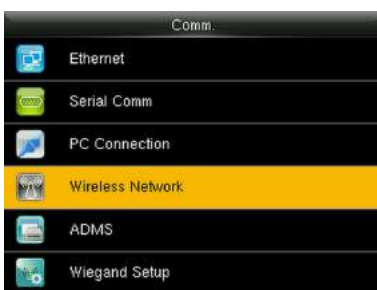 Comm.
Ethernet
Serial Comm
PC Connection
Wireless Network
ADMS
Wiegand Setup